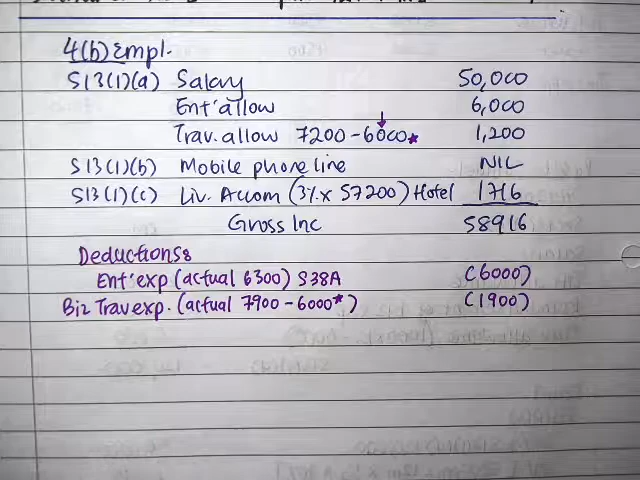 4(b) Empl.
S13(1)(a) Salary 50,000
Ent' allow 6,000
Trav. allow 7200 - 6000* 1,200
S13(1)(b) Mobile phone line NIL
S13(1)(c) Liv. Accom (3% x 57200) Hotel 1716
Gross Inc 58916
Deductions:
Ent' exp (actual 6300) S38A (6000)
Biz Trav exp. (actual 7900 - 6000*) (1900)